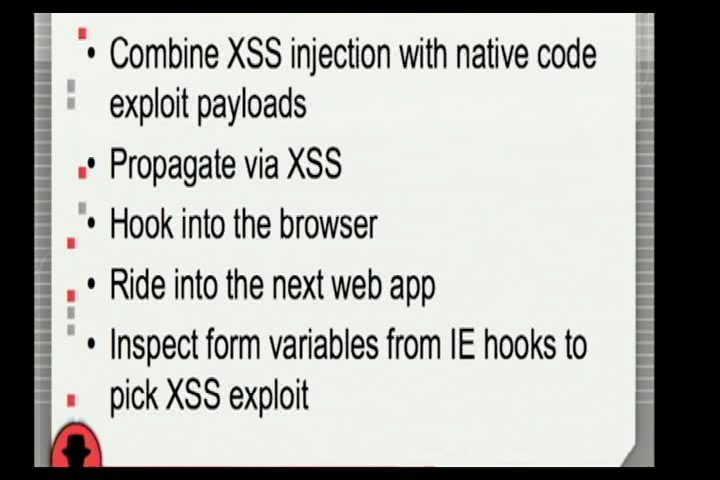 • Combine XSS injection with native code
exploit payloads
• Propagate via XSS
• Hook into the browser
• Ride into the next web app
• Inspect form variables from IE hooks to
pick XSS exploit